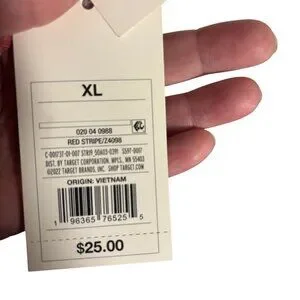 XL
020 04 0988
RED STRIPE/Z4098
DIST. BY TARGET CORPORATION, MPLS, MN 55403
©2022 TARGET BRANDS, INC. SHOP TARGET.COM
ORIGIN: VIETNAM
1 96365 76525 5
$25.00